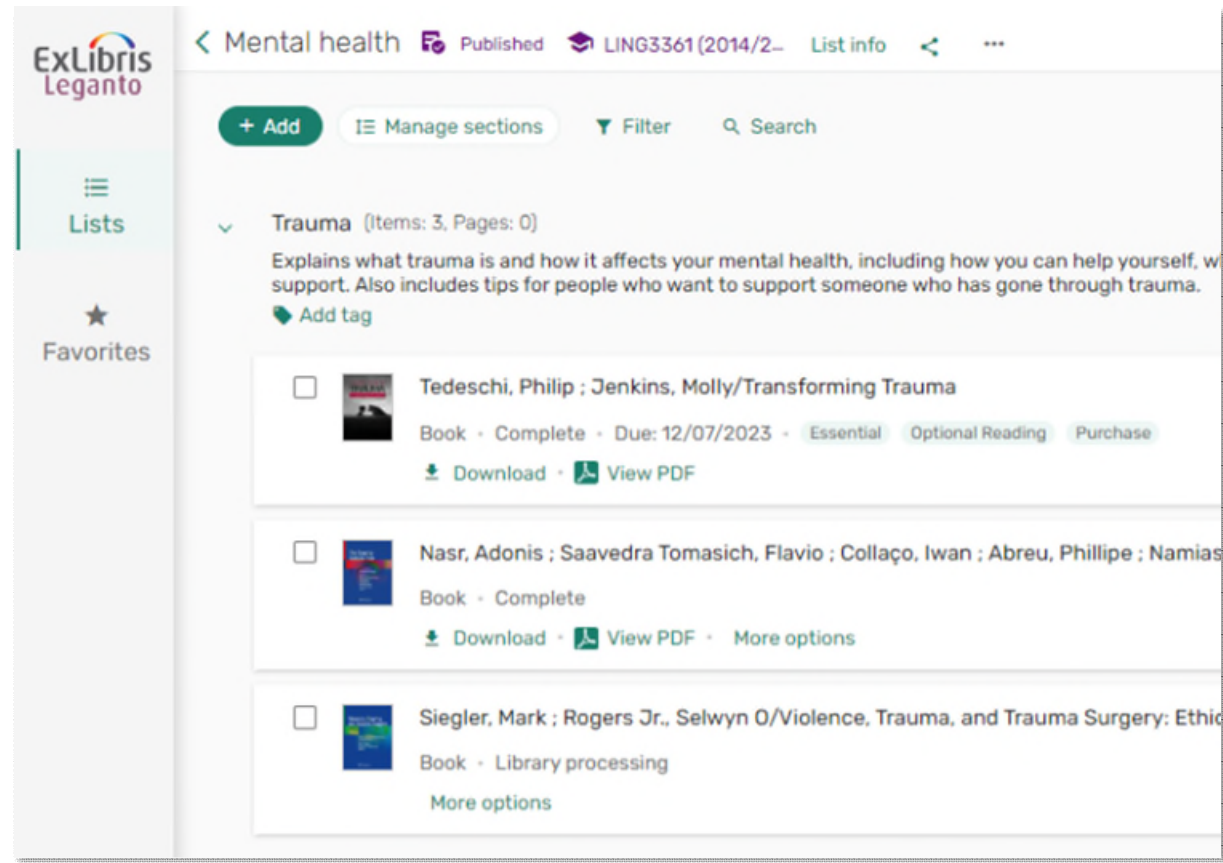 ExLibris
Leganto
Mental health Published LING3361 (2014/2... List info ...
+ Add Manage sections Filter Search
Lists
Favorites
Trauma (Items: 3, Pages: 0)
Explains what trauma is and how it affects your mental health, including how you can help yourself, wi
support. Also includes tips for people who want to support someone who has gone through trauma.
Add tag
Tedeschi, Philip ; Jenkins, Molly/Transforming Trauma
Book • Complete • Due: 12/07/2023 • Essential Optional Reading Purchase
Download • View PDF
Nasr, Adonis ; Saavedra Tomasich, Flavio ; Collaço, Iwan ; Abreu, Phillipe ; Namias
Book • Complete
Download • View PDF • More options
Siegler, Mark ; Rogers Jr., Selwyn O/Violence, Trauma, and Trauma Surgery: Ethic
Book • Library processing
More options